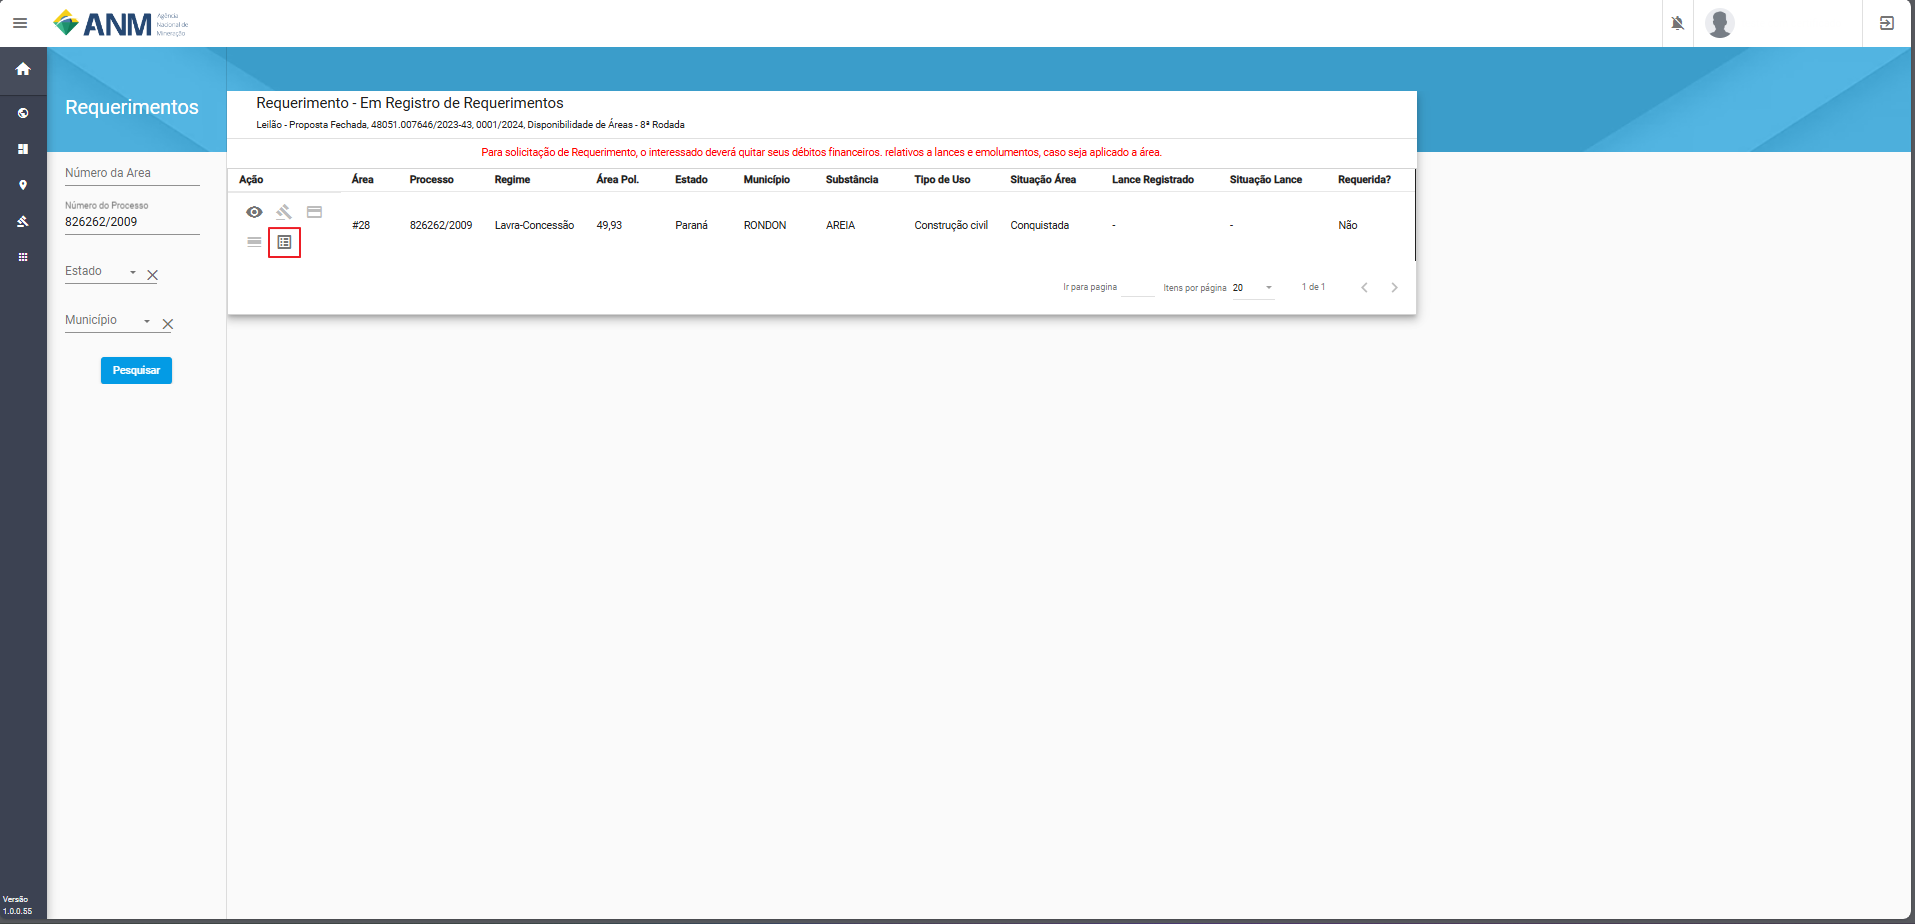 ANM
Agência
Nacional de
Mineração
Requerimentos
Número da Area
Número do Processo
826262/2009
Estado
Município
Pesquisar
Requerimento - Em Registro de Requerimentos
Leilão - Proposta Fechada, 48051.007646/2023-43, 0001/2024, Disponibilidade de Áreas - 8ª Rodada
Para solicitação de Requerimento, o interessado deverá quitar seus débitos financeiros. relativos a lances e emolumentos, caso seja aplicado a área.
Ação Área Processo Regime Área Pol. Estado Município Substância Tipo de Uso Situação Área Lance Registrado Situação Lance Requerida?
#28 826262/2009 Lavra-Concessão 49,93 Paraná RONDON AREIA Construção civil Conquistada - - Não
Ir para pagina Itens por página 20 1 de 1
Versão
1.0.0.55